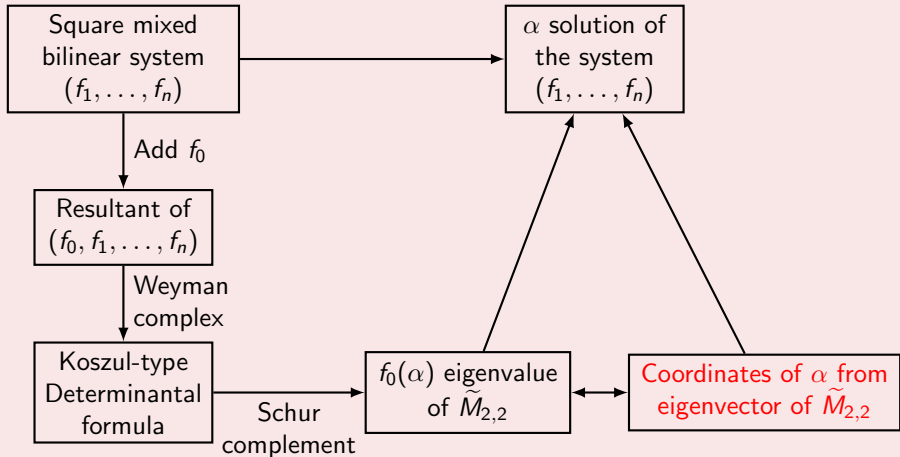 Square mixed
bilinear system
(f₁, . . . , fₙ)
α solution of
the system
(f₁, . . . , fₙ)
Add f₀
Resultant of
(f₀, f₁, . . . , fₙ)
Weyman
complex
Koszul-type
Determinantal
formula
Schur
complement
f₀(α) eigenvalue
of M̃₂,₂
Coordinates of α from
eigenvector of M̃₂,₂